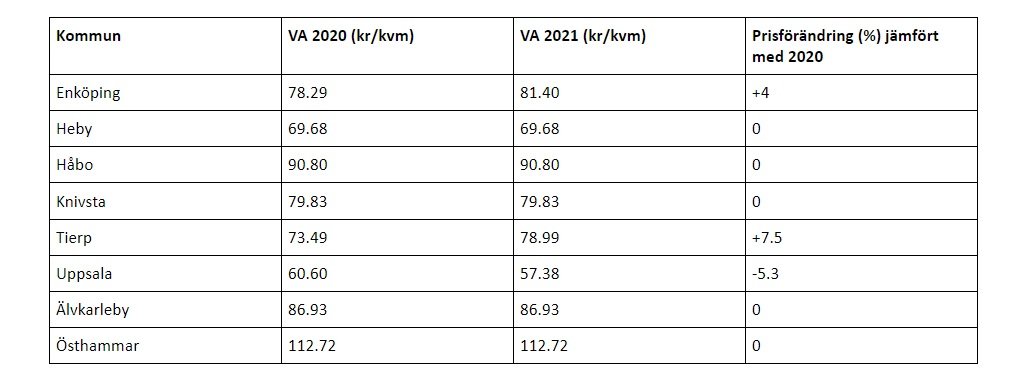 Kommun VA 2020 (kr/kvm) VA 2021 (kr/kvm) Prisförändring (%) jämfört
med 2020
Enköping 78.29 81.40 +4
Heby 69.68 69.68 0
Håbo 90.80 90.80 0
Knivsta 79.83 79.83 0
Tierp 73.49 78.99 +7.5
Uppsala 60.60 57.38 -5.3
Älvkarleby 86.93 86.93 0
Östhammar 112.72 112.72 0